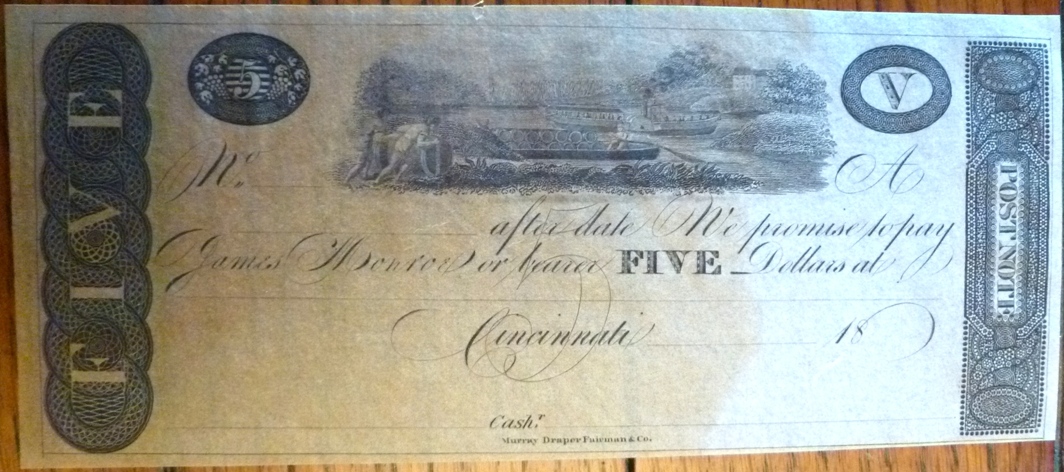 FIVE
5
V
POST NOTE
No. A
after date We promise to pay
James Monroe or bearer FIVE Dollars at
Cincinnati 18
Cashr.
Murray Draper Fairman & Co.